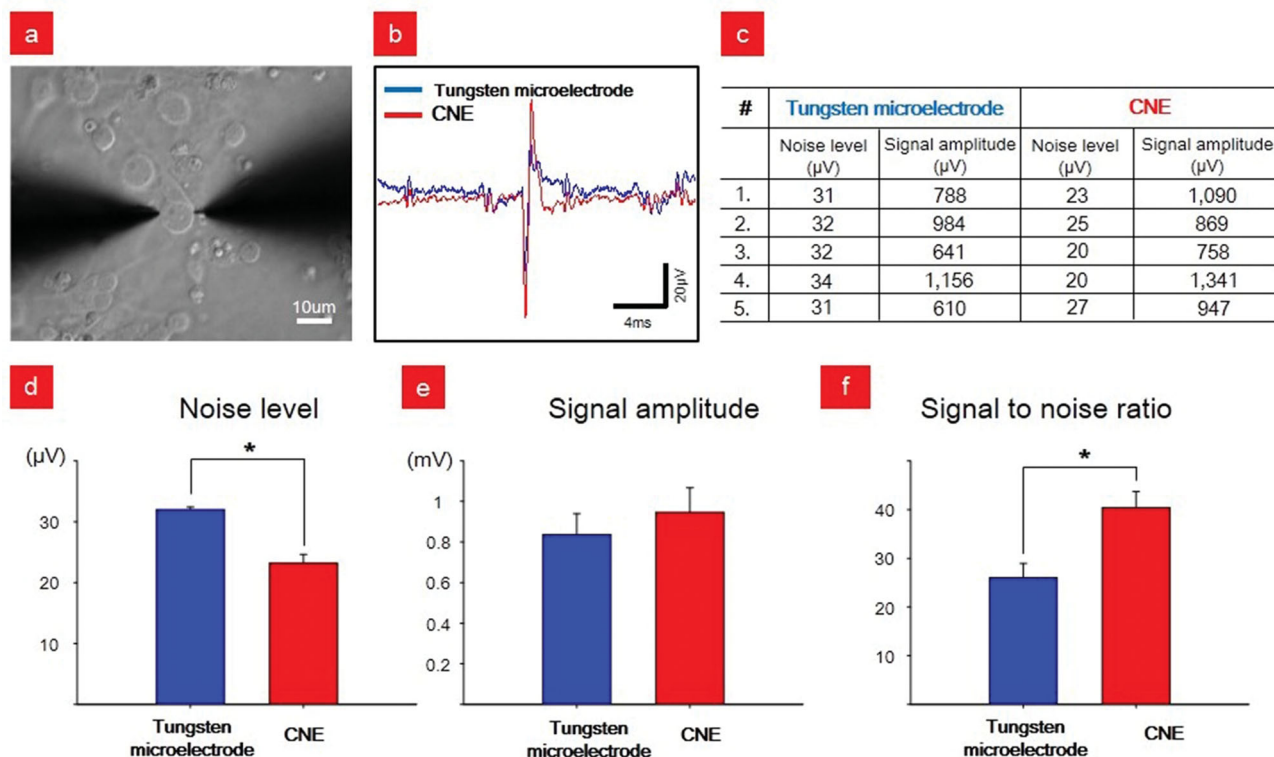 a
10um
b
Tungsten microelectrode
CNE
20µV
4ms
c
# Tungsten microelectrode CNE
Noise level (µV) Signal amplitude (µV) Noise level (µV) Signal amplitude (µV)
1. 31 788 23 1,090
2. 32 984 25 869
3. 32 641 20 758
4. 34 1,156 20 1,341
5. 31 610 27 947
d
Noise level
(µV)
*
30
20
10
Tungsten
microelectrode
CNE
e
Signal amplitude
(mV)
1
0.8
0.6
0.4
0.2
Tungsten
microelectrode
CNE
f
Signal to noise ratio
*
40
30
20
10
Tungsten
microelectrode
CNE